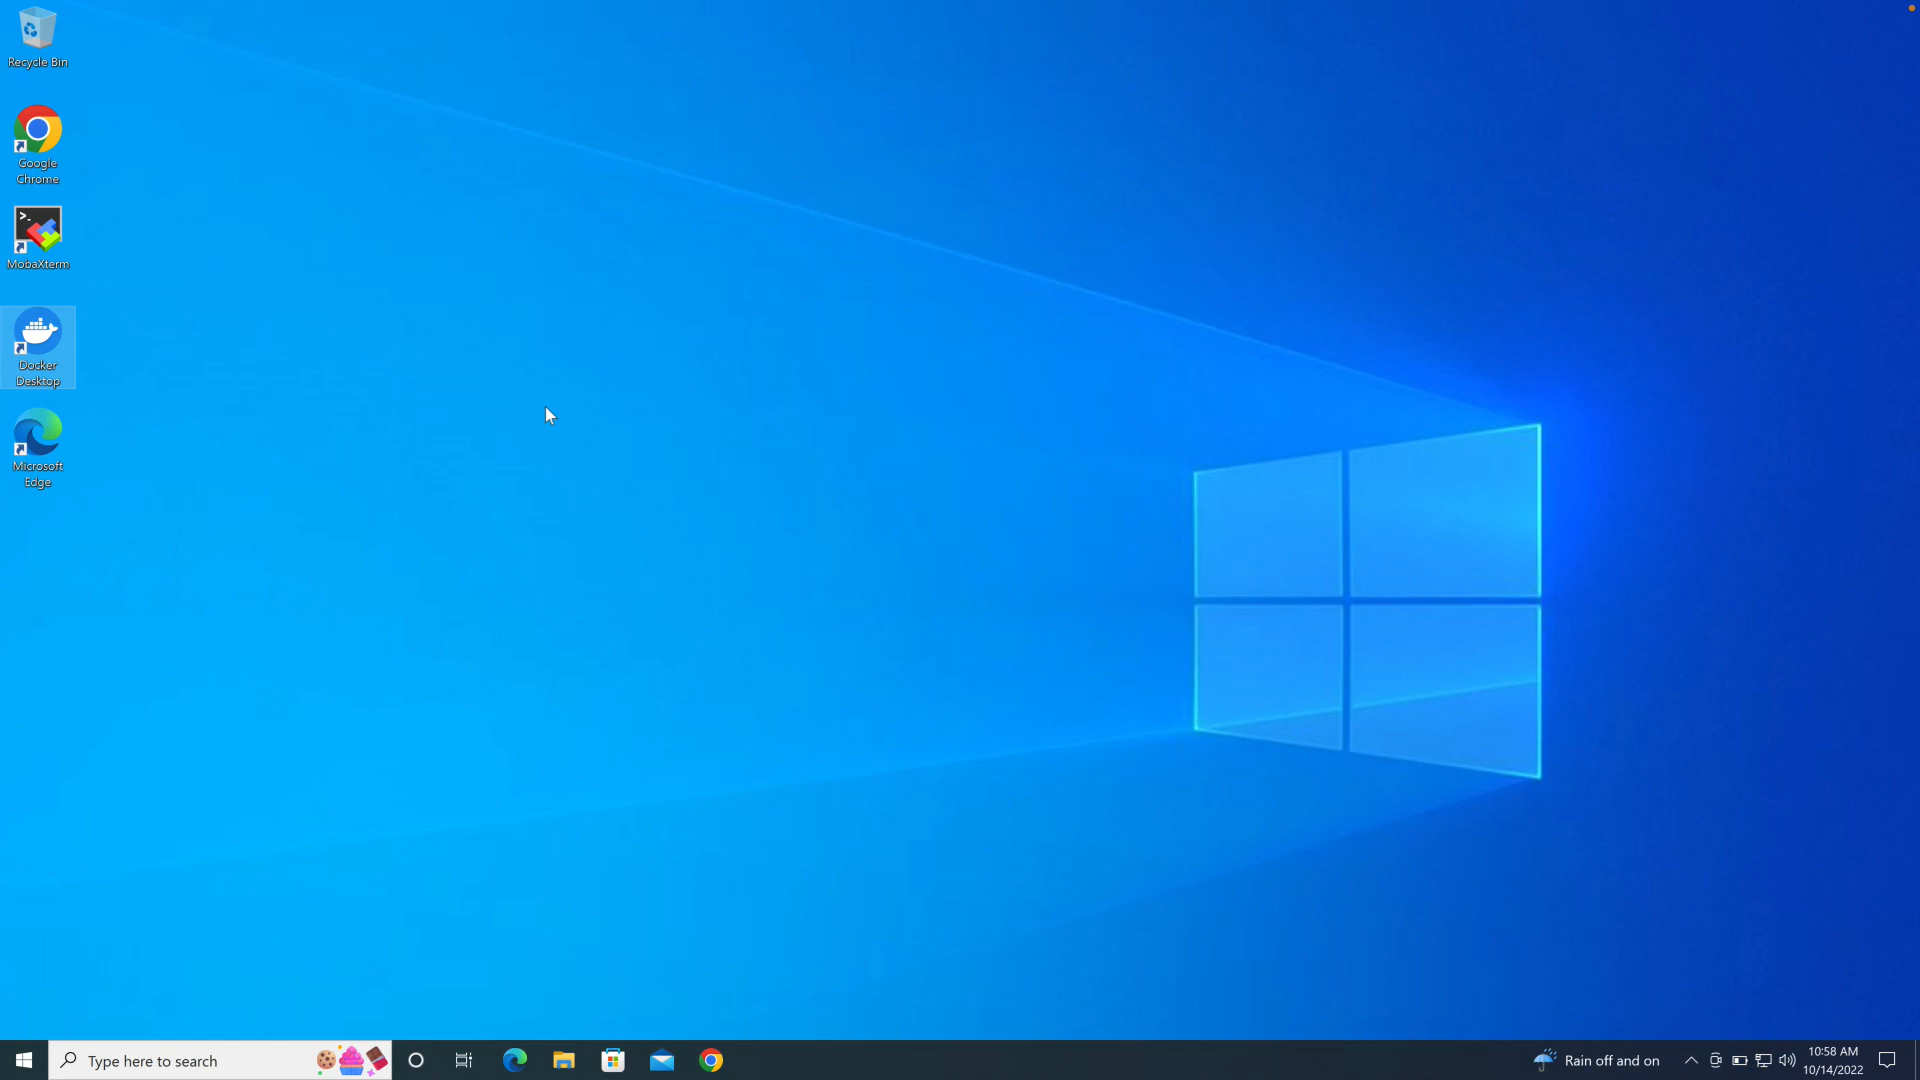 Recycle Bin
Google
Chrome
>_
MobaXterm
Docker
Desktop
Microsoft
Edge
Type here to search
Rain off and on
10:58 AM
10/14/2022